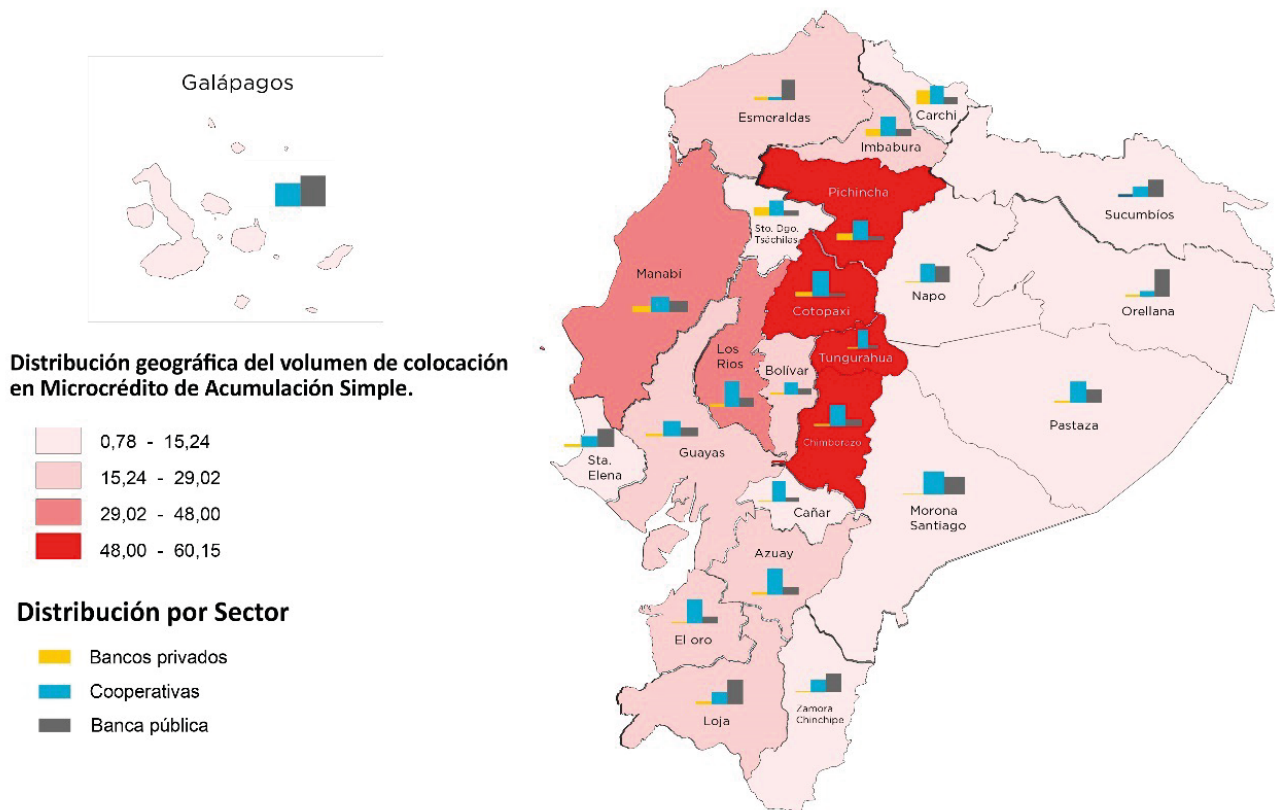 Galápagos
Distribución geográfica del volumen de colocación
en Microcrédito de Acumulación Simple.
0,78 - 15,24
15,24 - 29,02
29,02 - 48,00
48,00 - 60,15
Distribución por Sector
Bancos privados
Cooperativas
Banca pública
Esmeraldas
Carchi
Imbabura
Pichincha
Sucumbíos
Sto. Dgo.
Tsáchilas
Manabí
Cotopaxi
Napo
Orellana
Los
Rios
Tungurahua
Bolívar
Pastaza
Chimborazo
Guayas
Sta.
Elena
Cañar
Morona
Santiago
Azuay
El oro
Loja
Zamora
Chinchipe